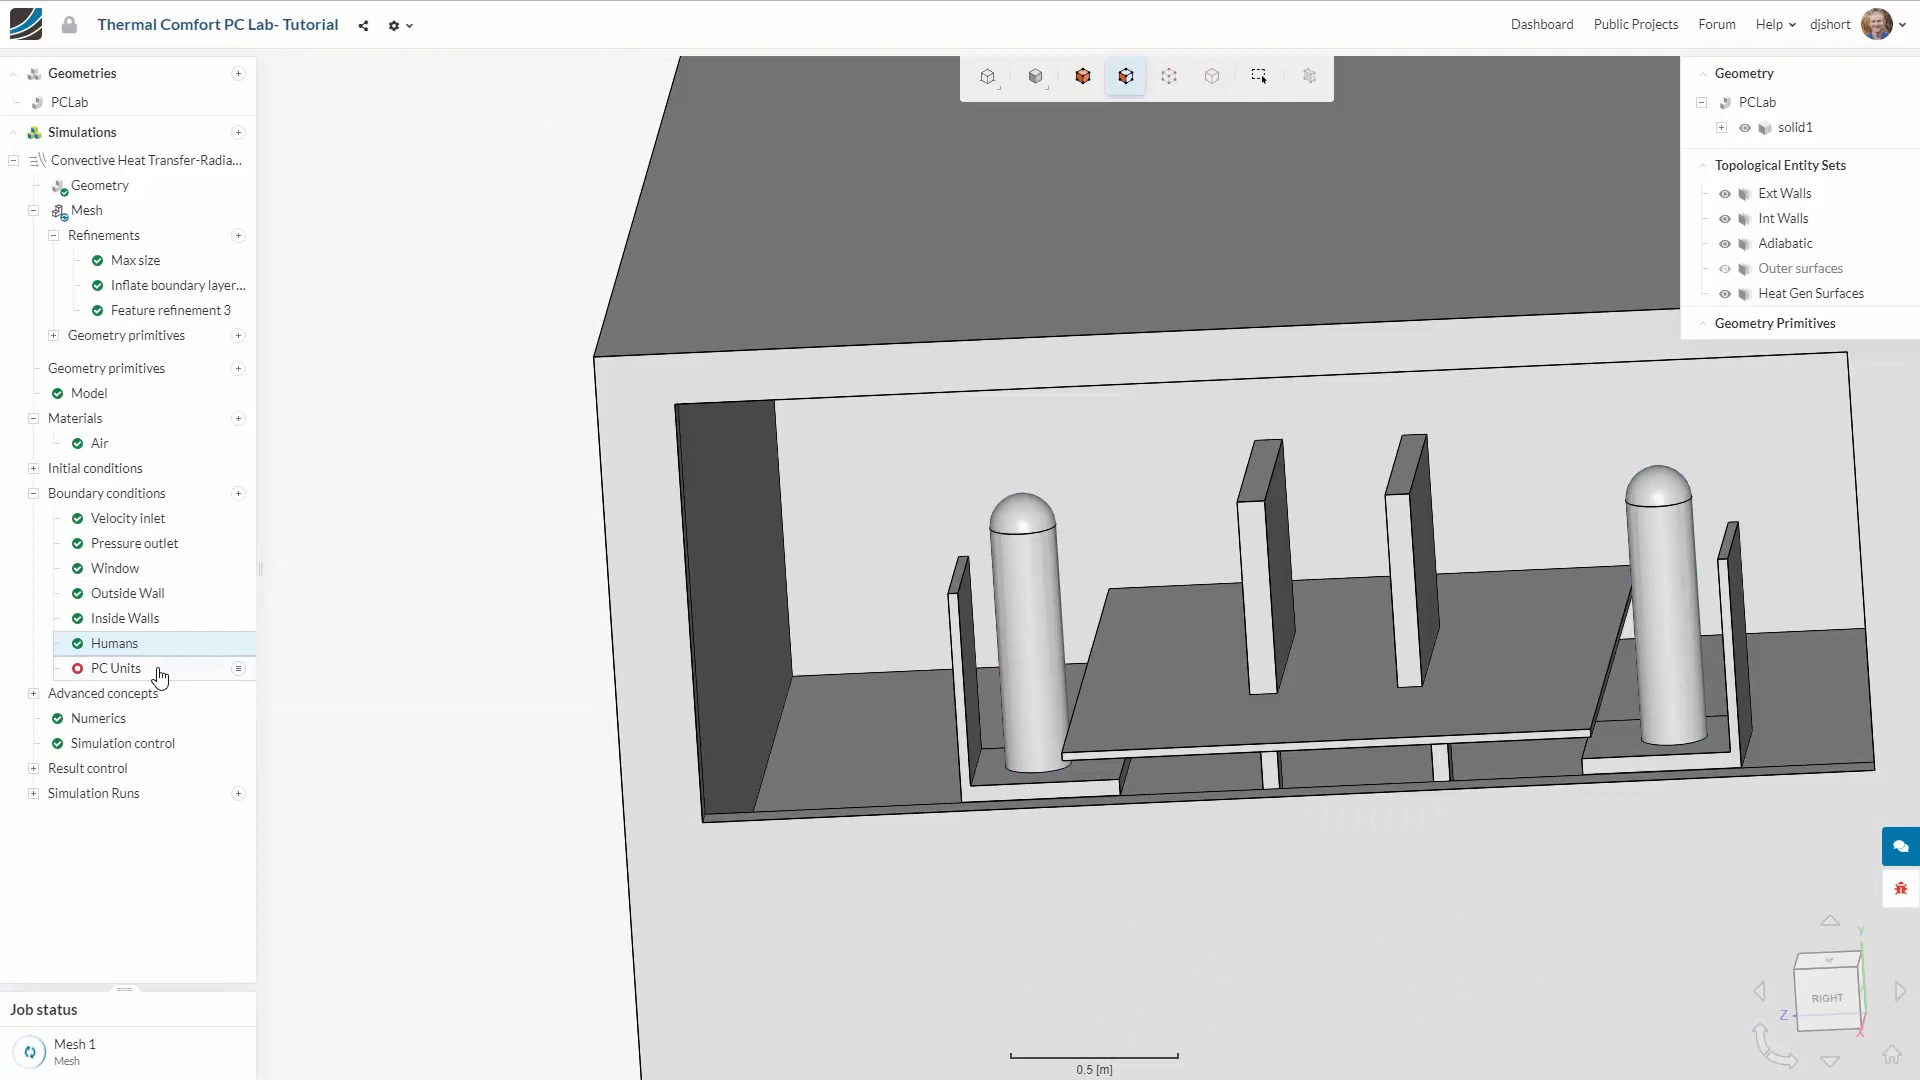 Thermal Comfort PC Lab- Tutorial
Dashboard
Public Projects
Forum
Help
djshort
Geometries
PCLab
Simulations
Convective Heat Transfer-Radia...
Geometry
Mesh
Refinements
Max size
Inflate boundary layer...
Feature refinement 3
Geometry primitives
Geometry primitives
Model
Materials
Air
Initial conditions
Boundary conditions
Velocity inlet
Pressure outlet
Window
Outside Wall
Inside Walls
Humans
PC Units
Advanced concepts
Numerics
Simulation control
Result control
Simulation Runs
Job status
Mesh 1
Mesh
Geometry
PCLab
solid1
Topological Entity Sets
Ext Walls
Int Walls
Adiabatic
Outer surfaces
Heat Gen Surfaces
Geometry Primitives
Y
RIGHT
Z
X
0.5 [m]